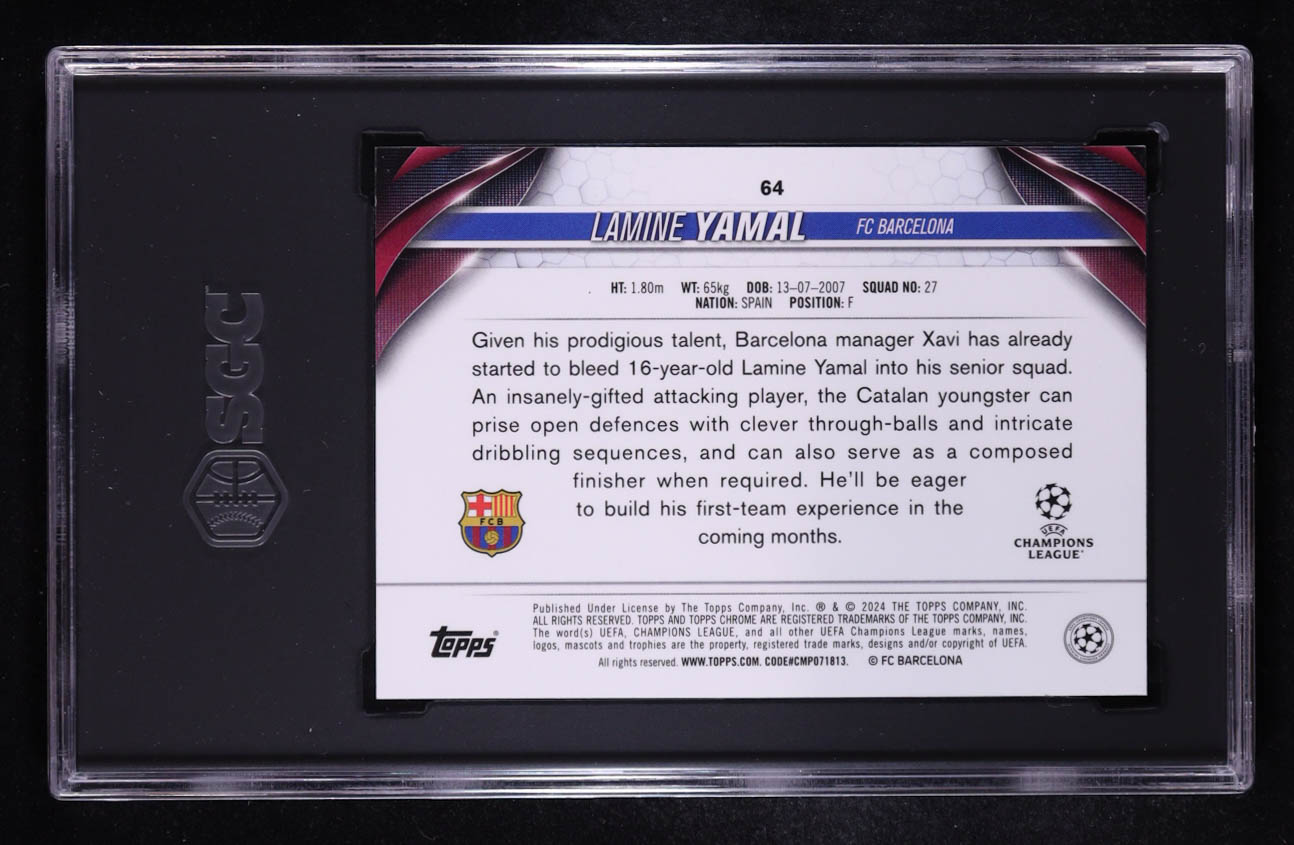 SGC
64
LAMINE YAMAL FC BARCELONA
HT: 1.80m WT: 65kg DOB: 13-07-2007 SQUAD NO: 27
NATION: SPAIN POSITION: F
Given his prodigious talent, Barcelona manager Xavi has already
started to bleed 16-year-old Lamine Yamal into his senior squad.
An insanely-gifted attacking player, the Catalan youngster can
prise open defences with clever through-balls and intricate
dribbling sequences, and can also serve as a composed
finisher when required. He'll be eager
to build his first-team experience in the
coming months.
FCB
UEFA
CHAMPIONS
LEAGUE
Published Under License by The Topps Company, Inc. ® & © 2024 THE TOPPS COMPANY, INC.
ALL RIGHTS RESERVED. TOPPS AND TOPPS CHROME ARE REGISTERED TRADEMARKS OF THE TOPPS COMPANY, INC.
The word(s) UEFA, CHAMPIONS LEAGUE, and all other UEFA Champions League marks, names,
logos, mascots and trophies are the property, registered trade marks, designs and/or copyright of UEFA.
All rights reserved. WWW.TOPPS.COM. CODE#CMP071813. © FC BARCELONA
Topps®